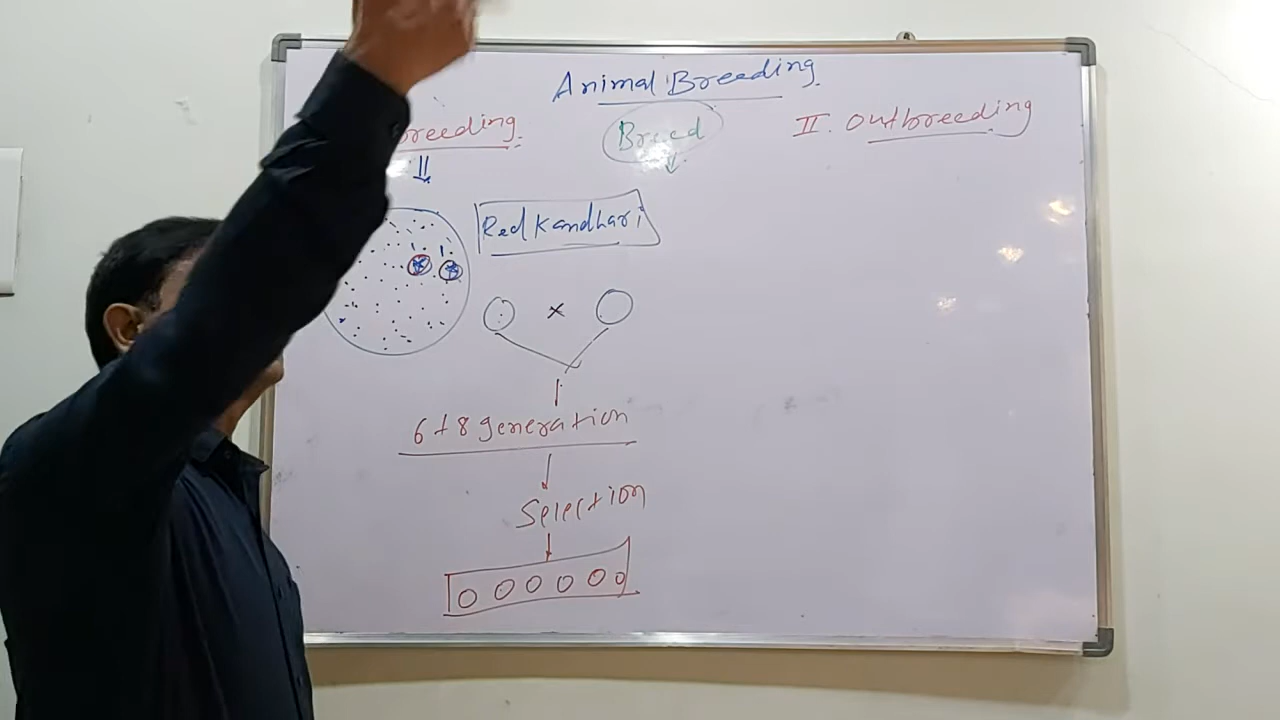 Animal Breeding.
breeding.
Breed
II. Outbreeding
Red Kandhari
×
6 + 8 generation
Selection